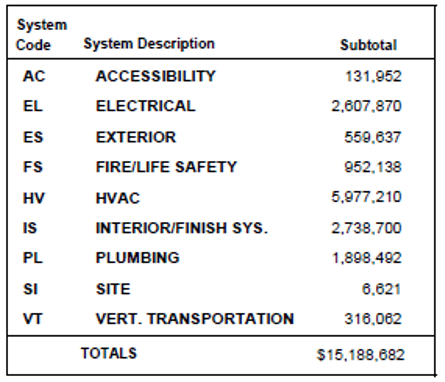 System
Code System Description Subtotal
AC ACCESSIBILITY 131,952
EL ELECTRICAL 2,607,870
ES EXTERIOR 559,637
FS FIRE/LIFE SAFETY 952,138
HV HVAC 5,977,210
IS INTERIOR/FINISH SYS. 2,738,700
PL PLUMBING 1,898,492
SI SITE 6,621
VT VERT. TRANSPORTATION 316,062
TOTALS $15,188,682